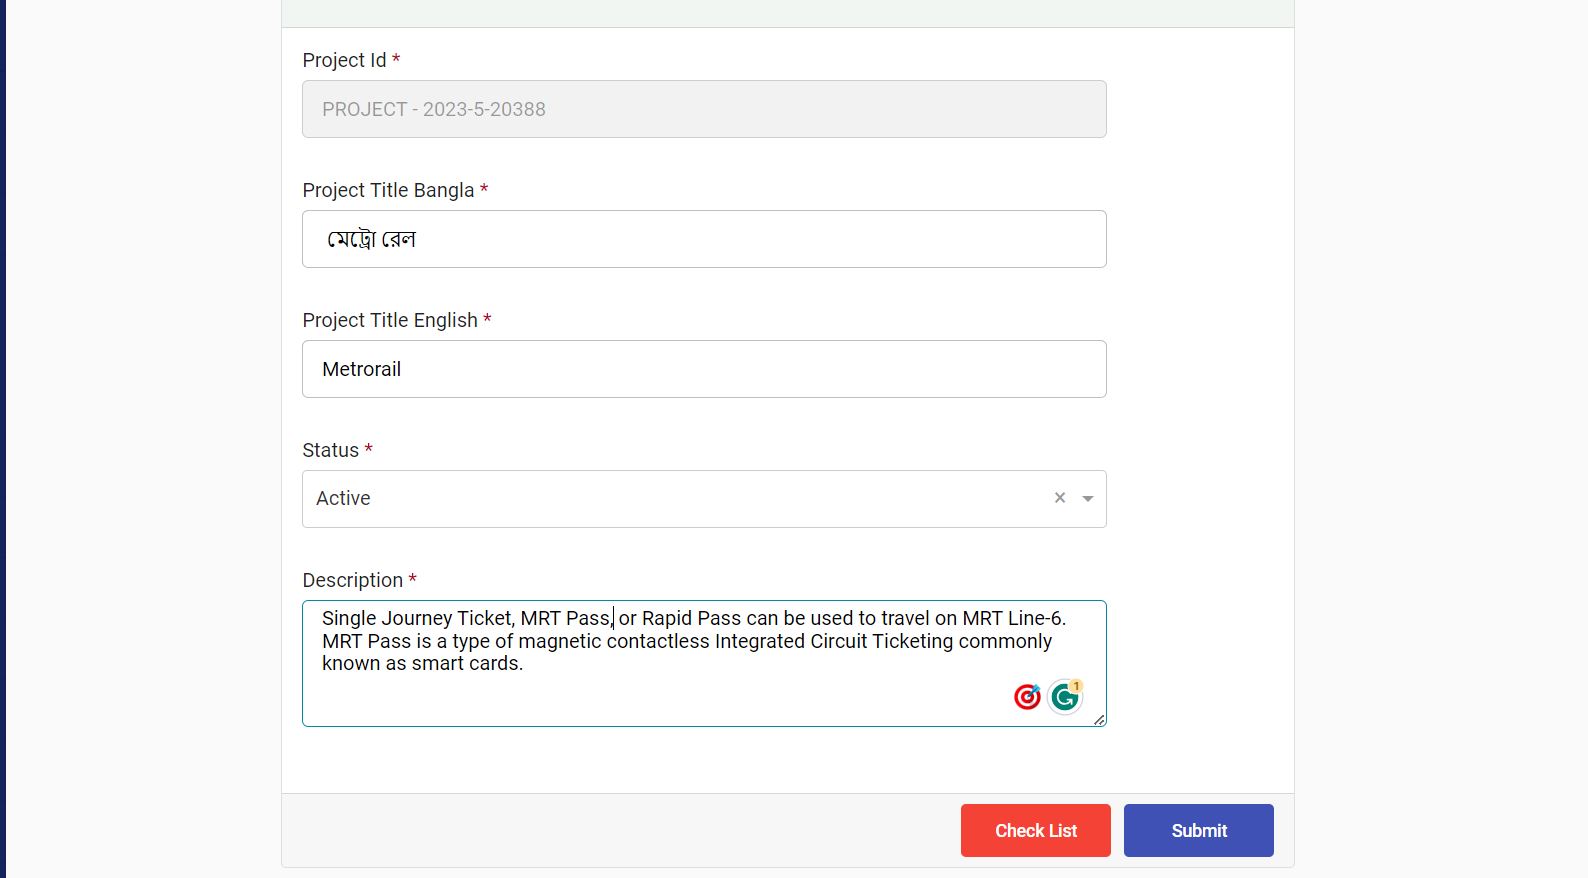 Project Id *
PROJECT - 2023-5-20388
Project Title Bangla *
মেট্রো রেল
Project Title English *
Metrorail
Status *
Active
Description *
Single Journey Ticket, MRT Pass, or Rapid Pass can be used to travel on MRT Line-6.
MRT Pass is a type of magnetic contactless Integrated Circuit Ticketing commonly
known as smart cards.
1
Check List
Submit